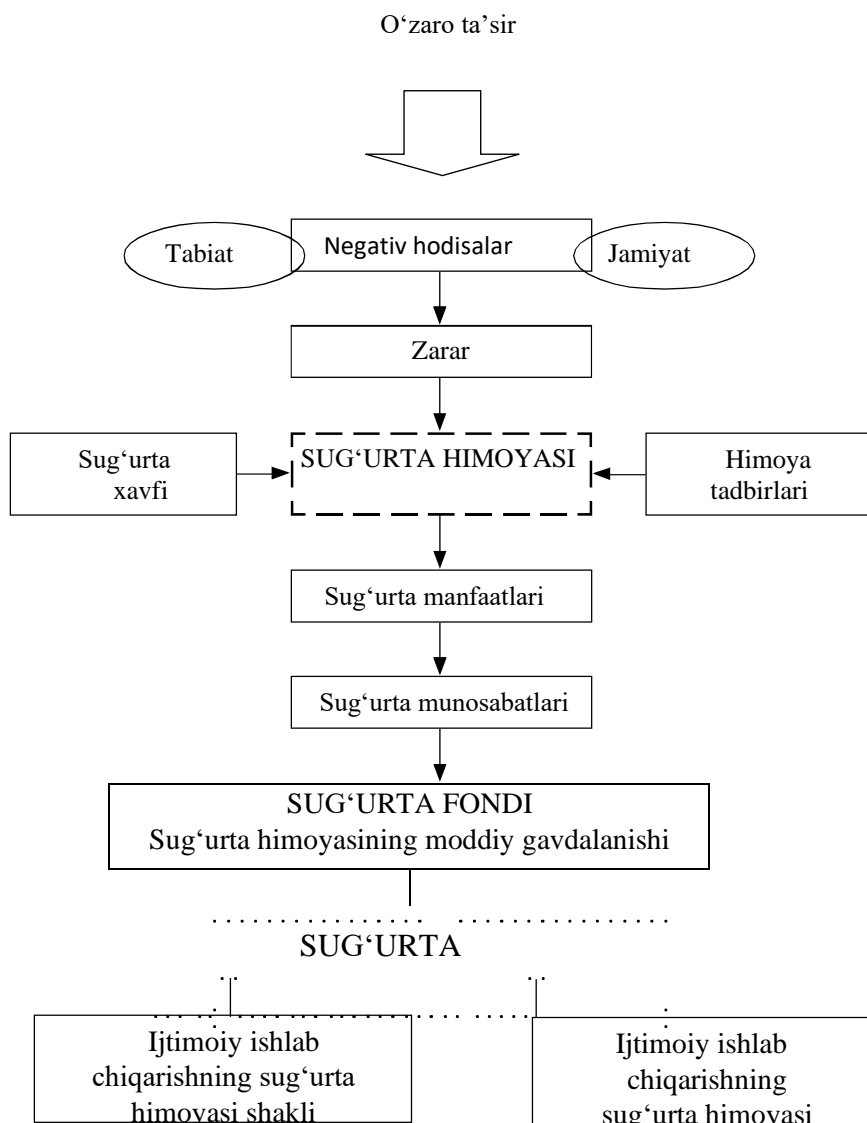 O‘zaro ta’sir
Tabiat
Negativ hodisalar
Jamiyat
Zarar
Sug‘urta
xavfi
SUG‘URTA HIMOYASI
Himoya
tadbirlari
Sug‘urta manfaatlari
Sug‘urta munosabatlari
SUG‘URTA FONDI
Sug‘urta himoyasining moddiy gavdalanishi
SUG‘URTA
Ijtimoiy ishlab
chiqarishning sug‘urta
himoyasi shakli
Ijtimoiy ishlab
chiqarishning
sug‘urta himoyasi